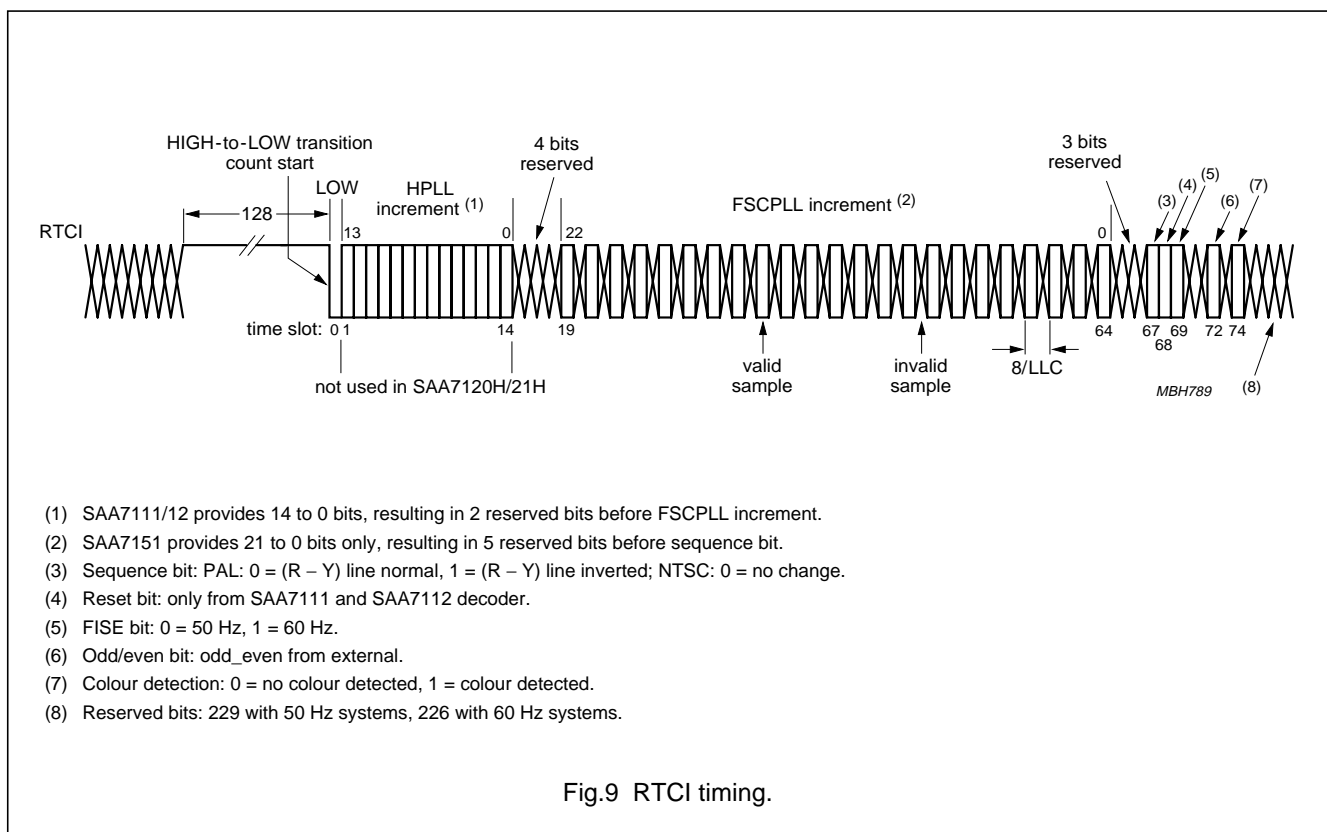 HIGH-to-LOW transition
count start
4 bits
reserved
3 bits
reserved
LOW
HPLL
increment (1)
FSCPLL increment (2)
(3)
(4)
(5)
(6)
(7)
128
RTCI
13
0
22
0
time slot:
0 1
14
19
64
67
68
69
72
74
not used in SAA7120H/21H
valid
sample
invalid
sample
8/LLC
MBH789
(8)
(1) SAA7111/12 provides 14 to 0 bits, resulting in 2 reserved bits before FSCPLL increment.
(2) SAA7151 provides 21 to 0 bits only, resulting in 5 reserved bits before sequence bit.
(3) Sequence bit: PAL: 0 = (R − Y) line normal, 1 = (R − Y) line inverted; NTSC: 0 = no change.
(4) Reset bit: only from SAA7111 and SAA7112 decoder.
(5) FISE bit: 0 = 50 Hz, 1 = 60 Hz.
(6) Odd/even bit: odd_even from external.
(7) Colour detection: 0 = no colour detected, 1 = colour detected.
(8) Reserved bits: 229 with 50 Hz systems, 226 with 60 Hz systems.
Fig.9 RTCI timing.